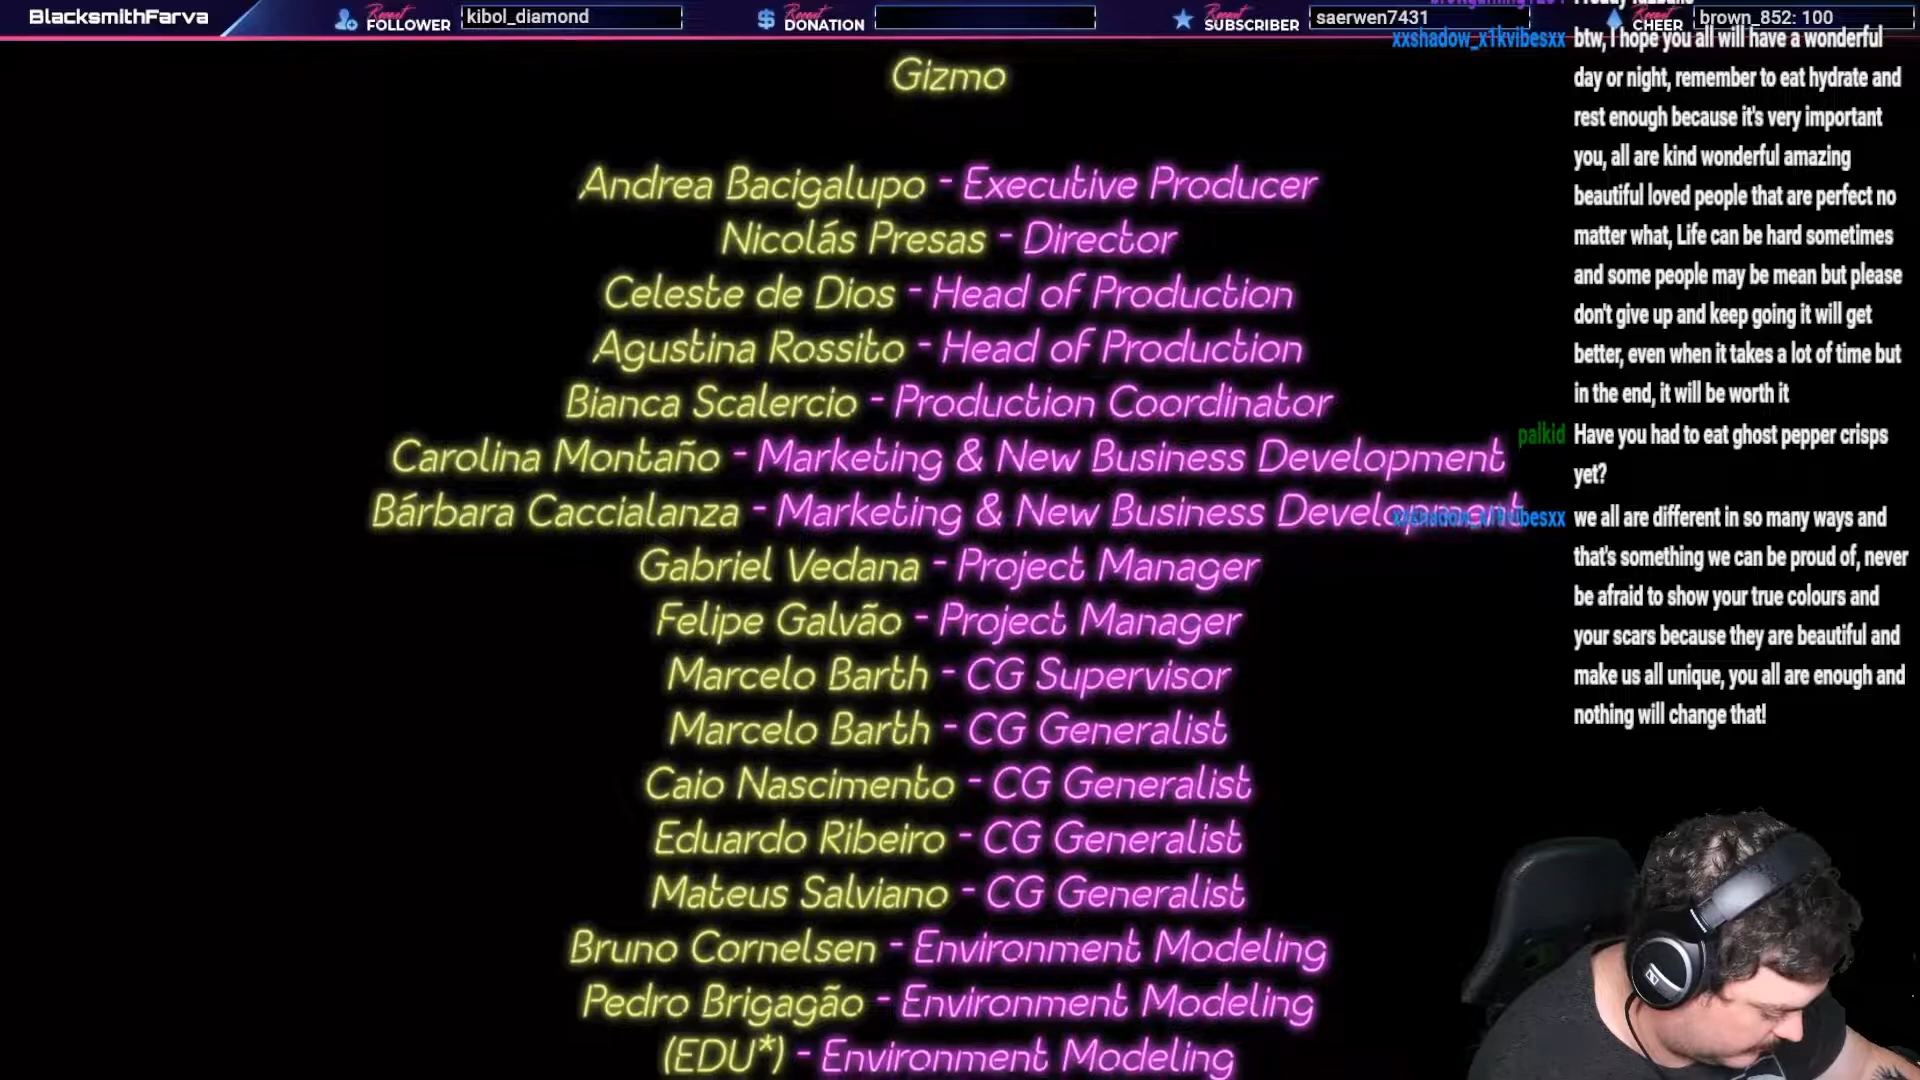 BlacksmithFarva
Recent FOLLOWER kibol_diamond
Recent DONATION
Recent SUBSCRIBER saerwen7431
Recent CHEER brown_852: 100
Gizmo
Andrea Bacigalupo - Executive Producer
Nicolás Presas - Director
Celeste de Dios - Head of Production
Agustina Rossito - Head of Production
Bianca Scalercio - Production Coordinator
Carolina Montaño - Marketing & New Business Development
Bárbara Caccialanza - Marketing & New Business Development
Gabriel Vedana - Project Manager
Felipe Galvão - Project Manager
Marcelo Barth - CG Supervisor
Marcelo Barth - CG Generalist
Caio Nascimento - CG Generalist
Eduardo Ribeiro - CG Generalist
Mateus Salviano - CG Generalist
Bruno Cornelsen - Environment Modeling
Pedro Brigagão - Environment Modeling
(EDU*) - Environment Modeling
xxshadow_x1kvibesxx btw, I hope you all will have a wonderful
day or night, remember to eat hydrate and
rest enough because it's very important
you, all are kind wonderful amazing
beautiful loved people that are perfect no
matter what, Life can be hard sometimes
and some people may be mean but please
don't give up and keep going it will get
better, even when it takes a lot of time but
in the end, it will be worth it
palkid Have you had to eat ghost pepper crisps
yet?
xxshadow_x1kvibesxx we all are different in so many ways and
that's something we can be proud of, never
be afraid to show your true colours and
your scars because they are beautiful and
make us all unique, you all are enough and
nothing will change that!